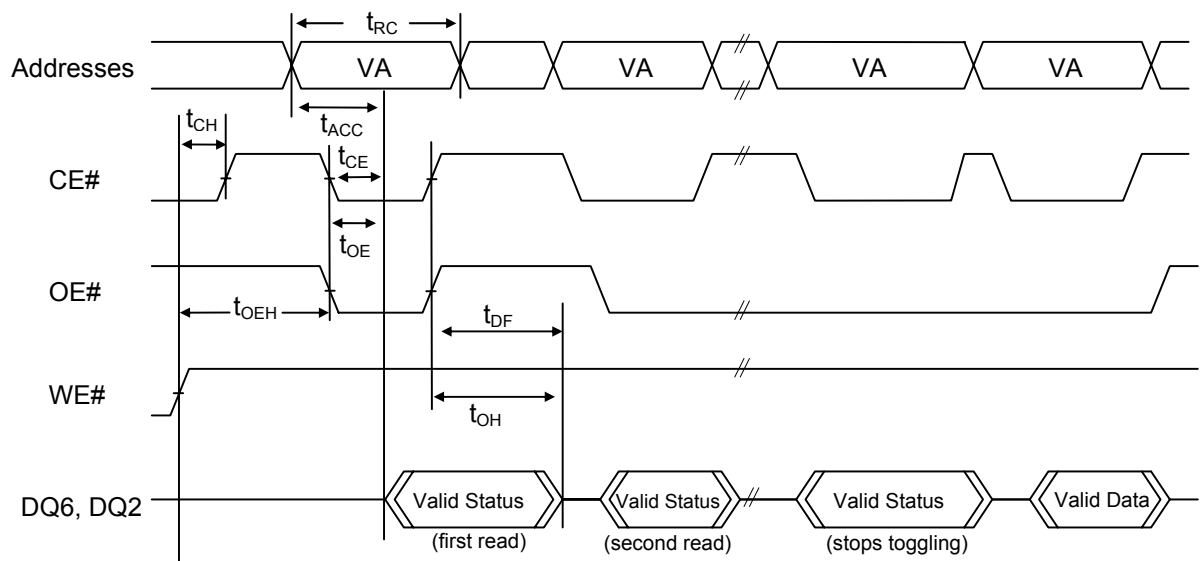 tRC
Addresses VA VA VA VA
tCH tACC
tCE
CE#
tOE
OE#
tOEH tDF
WE#
tOH
DQ6, DQ2 Valid Status Valid Status Valid Status Valid Data
(first read) (second read) (stops toggling)